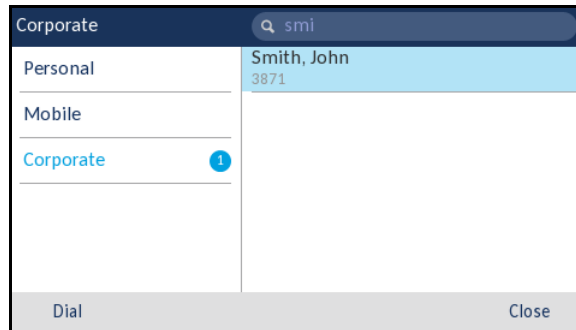 Corporate
smi
Personal
Mobile
Corporate 1
Smith, John
3871
Dial Close